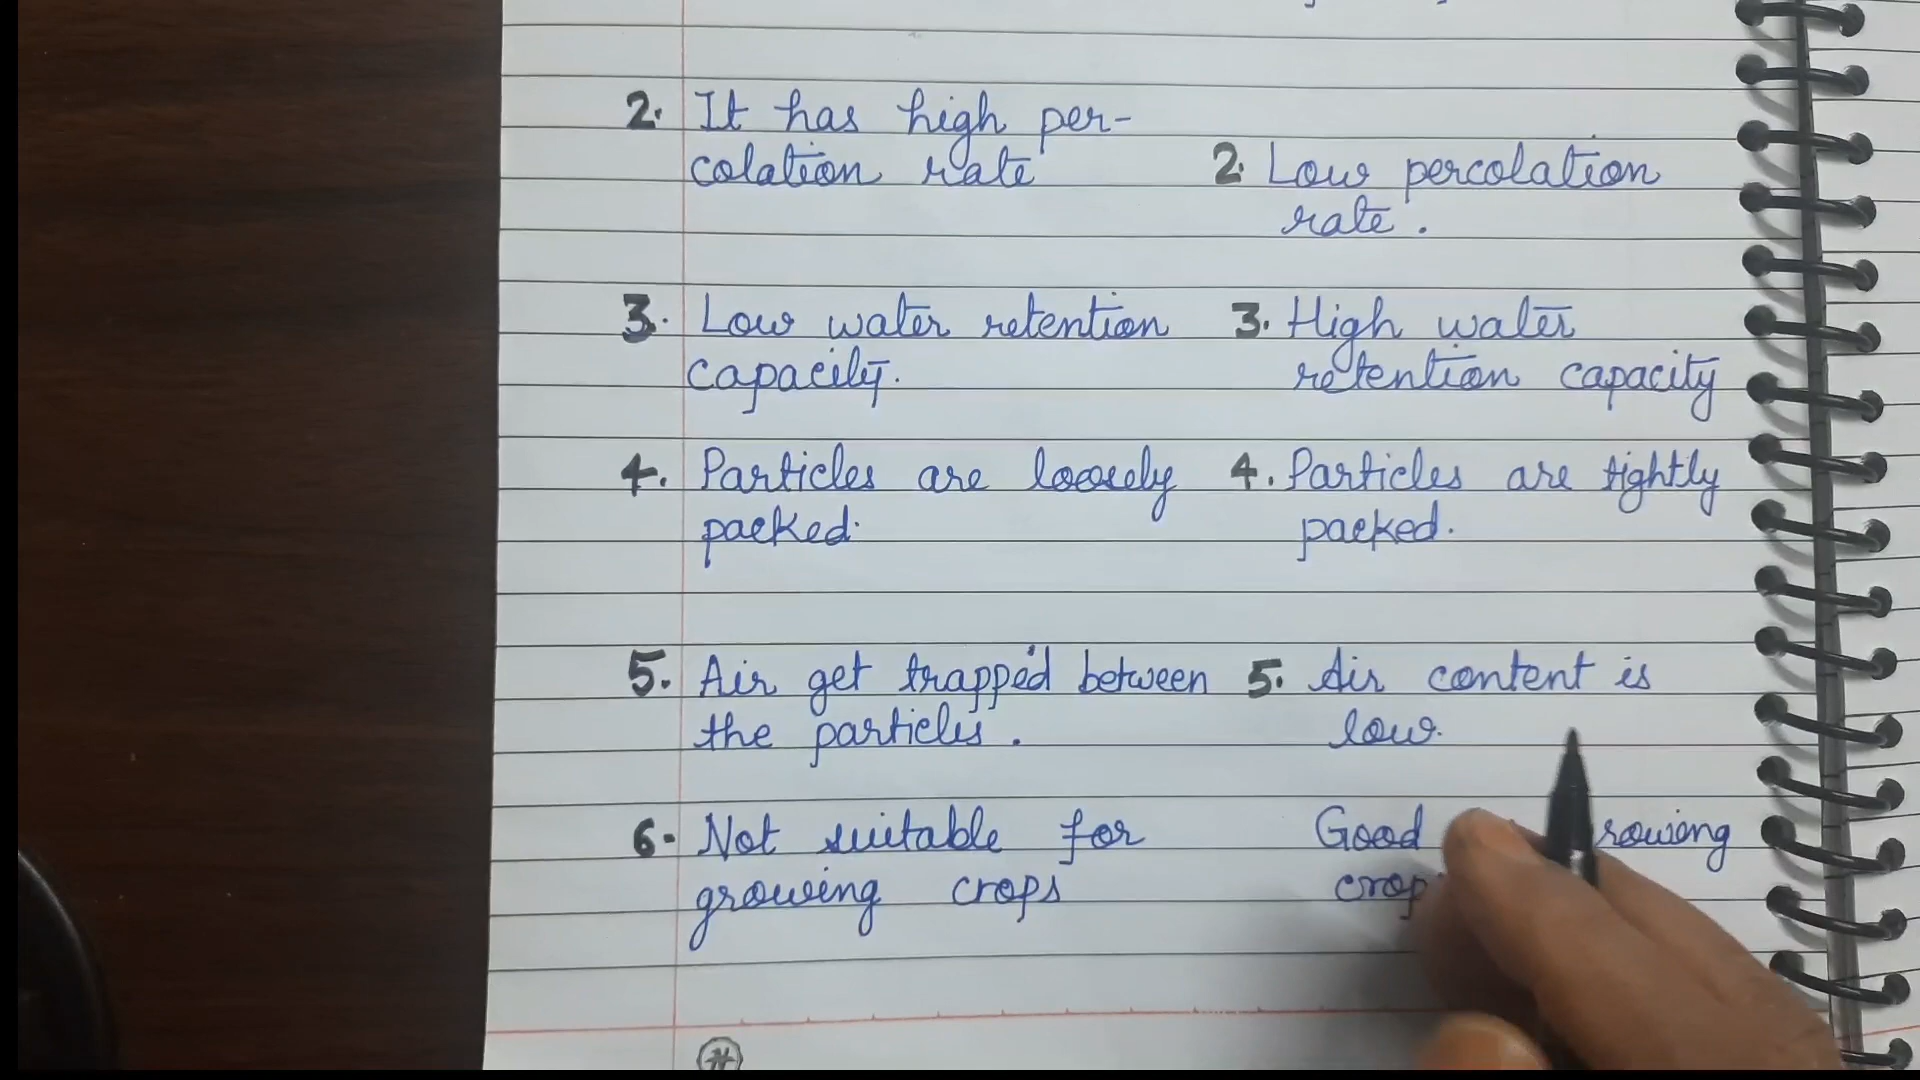 2. It has high per-
colation rate
2. Low percolation
rate.
3. Low water retention
capacity.
3. High water
retention capacity
4. Particles are loosely
packed.
4. Particles are tightly
packed.
5. Air get trapped between
the particles.
5. Air content is
low.
6. Not suitable for
growing crops
Good